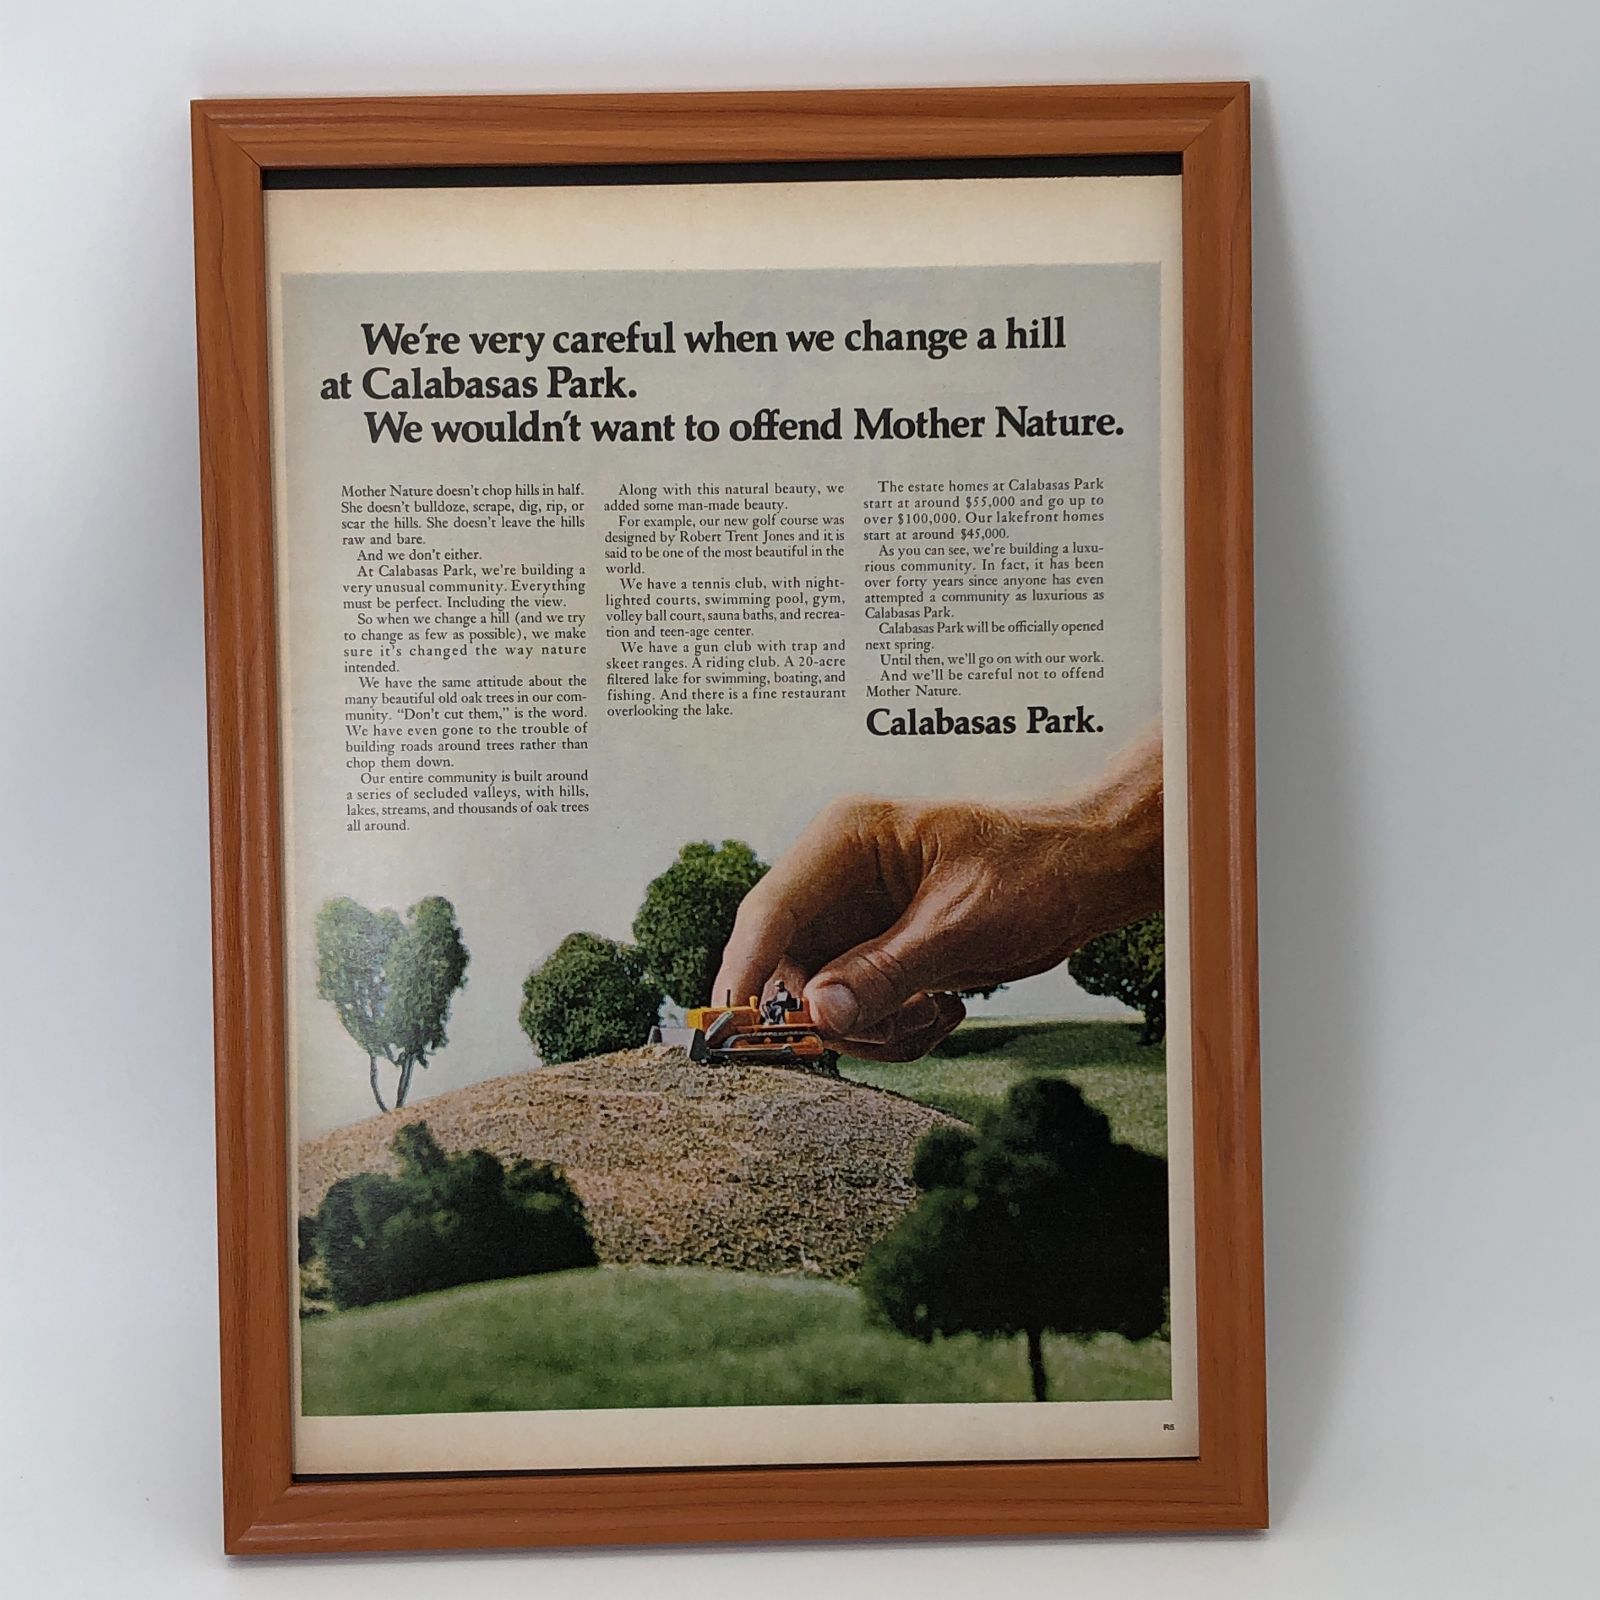 We're very careful when we change a hill
at Calabasas Park.
We wouldn't want to offend Mother Nature.
Mother Nature doesn't chop hills in half.
She doesn't bulldoze, scrape, dig, rip, or
scar the hills. She doesn't leave the hills
raw and bare.
And we don't either.
At Calabasas Park, we're building a
very unusual community. Everything
must be perfect. Including the view.
So when we change a hill (and we try
to change as few as possible), we make
sure it's changed the way nature
intended.
We have the same attitude about the
many beautiful old oak trees in our com-
munity. “Don't cut them,” is the word.
We have even gone to the trouble of
building roads around trees rather than
chop them down.
Our entire community is built around
a series of secluded valleys, with hills,
lakes, streams, and thousands of oak trees
all around.
Along with this natural beauty, we
added some man-made beauty.
For example, our new golf course was
designed by Robert Trent Jones and it is
said to be one of the most beautiful in the
world.
We have a tennis club, with night-
lighted courts, swimming pool, gym,
volley ball court, sauna baths, and recrea-
tion and teen-age center.
We have a gun club with trap and
skeet ranges. A riding club. A 20-acre
filtered lake for swimming, boating, and
fishing. And there is a fine restaurant
overlooking the lake.
The estate homes at Calabasas Park
start at around $55,000 and go up to
over $100,000. Our lakefront homes
start at around $45,000.
As you can see, we're building a luxu-
rious community. In fact, it has been
over forty years since anyone has even
attempted a community as luxurious as
Calabasas Park.
Calabasas Park will be officially opened
next spring.
Until then, we'll go on with our work.
And we'll be careful not to offend
Mother Nature.
Calabasas Park.
R5